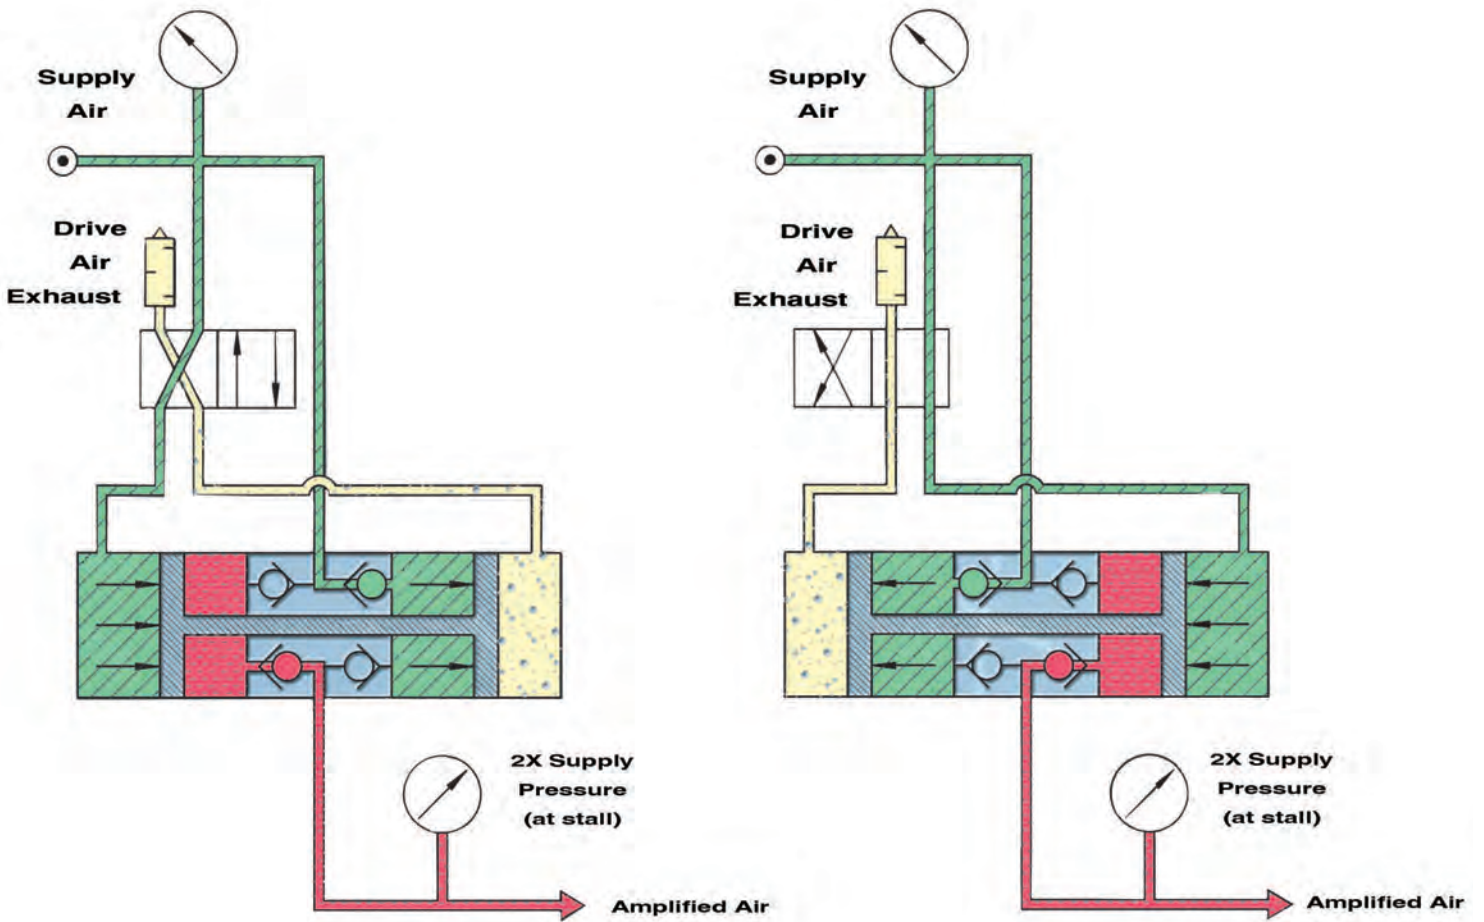 Supply
Air
Drive
Air
Exhaust
2X Supply
Pressure
(at stall)
Amplified Air
Supply
Air
Drive
Air
Exhaust
2X Supply
Pressure
(at stall)
Amplified Air